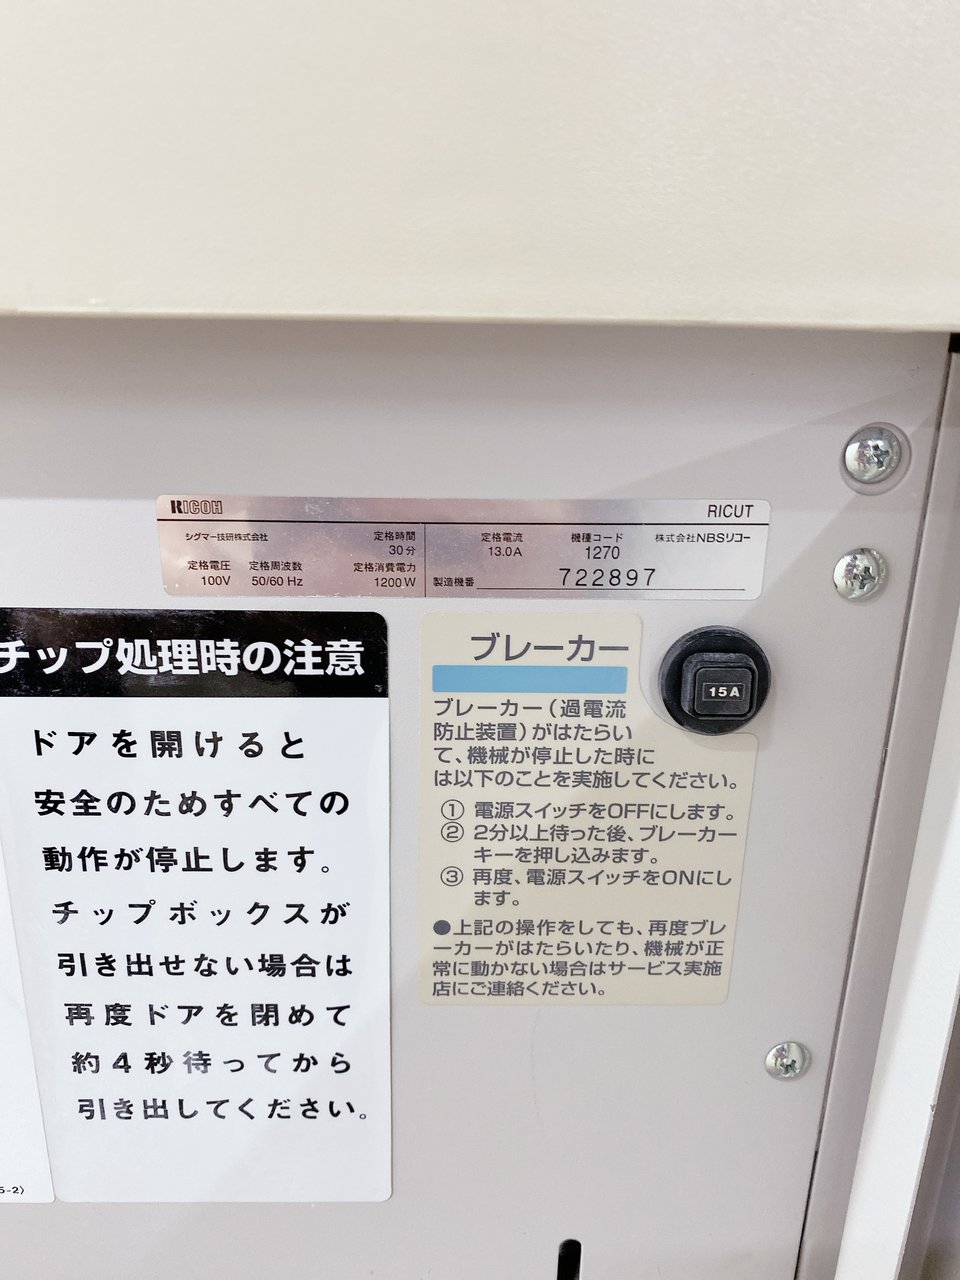 RICOH
RICUT
シグマー技研株式会社
定格時間
30分
定格電圧
100V
定格周波数
50/60 Hz
定格消費電力
1200W
定格電流
13.0A
機種コード
1270
株式会社NBSリコー
製造機番
722897
チップ処理時の注意
ドアを開けると
安全のためすべての
動作が停止します。
チップボックスが
引き出せない場合は
再度ドアを閉めて
約4秒待ってから
引き出してください。
ブレーカー
15A
ブレーカー(過電流
防止装置)がはたらい
て、機械が停止した時に
は以下のことを実施してください。
① 電源スイッチをOFFにします。
② 2分以上待った後、ブレーカー
キーを押し込みます。
③ 再度、電源スイッチをONにし
ます。
●上記の操作をしても、再度ブレ
ーカーがはたらいたり、機械が正
常に動かない場合はサービス実施
店にご連絡ください。